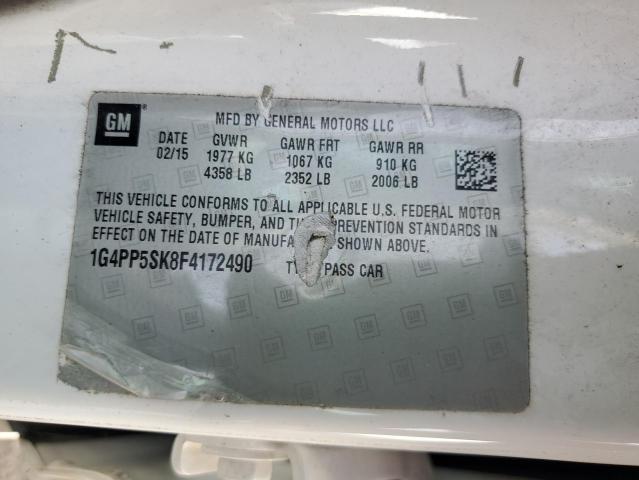 GM
MFD BY GENERAL MOTORS LLC
DATE GVWR GAWR FRT GAWR RR
02/15 1977 KG 1067 KG 910 KG
4358 LB 2352 LB 2006 LB
THIS VEHICLE CONFORMS TO ALL APPLICABLE U.S. FEDERAL MOTOR
VEHICLE SAFETY, BUMPER, AND PREVENTION STANDARDS IN
EFFECT ON THE DATE OF SHOWN ABOVE.
1G4PP5SK8F4172490 PASS CAR